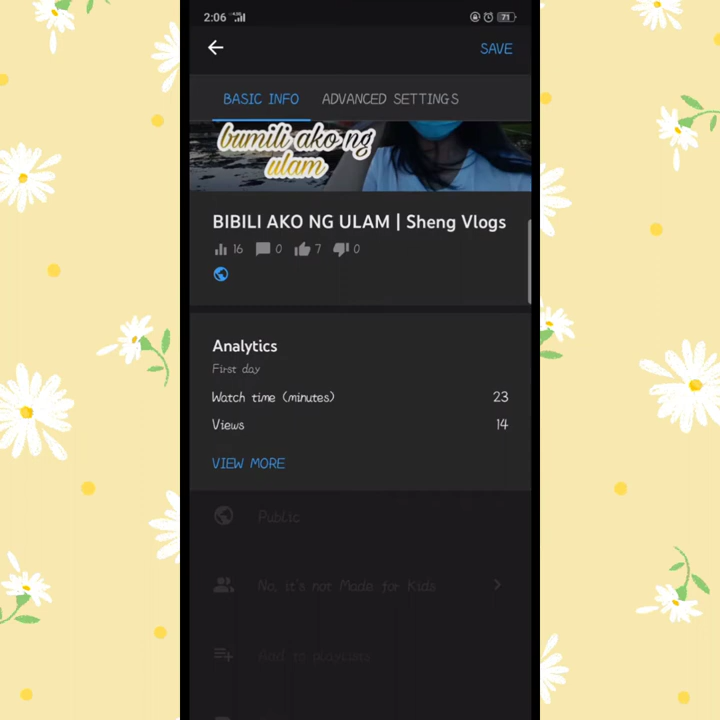 2:06
71
SAVE
BASIC INFO
ADVANCED SETTINGS
bumili ako ng
ulam
BIBILI AKO NG ULAM | Sheng Vlogs
16 0 7 0
Analytics
First day
Watch time (minutes) 23
Views 14
VIEW MORE
Public
No, it's not Made for Kids
Add to playlists